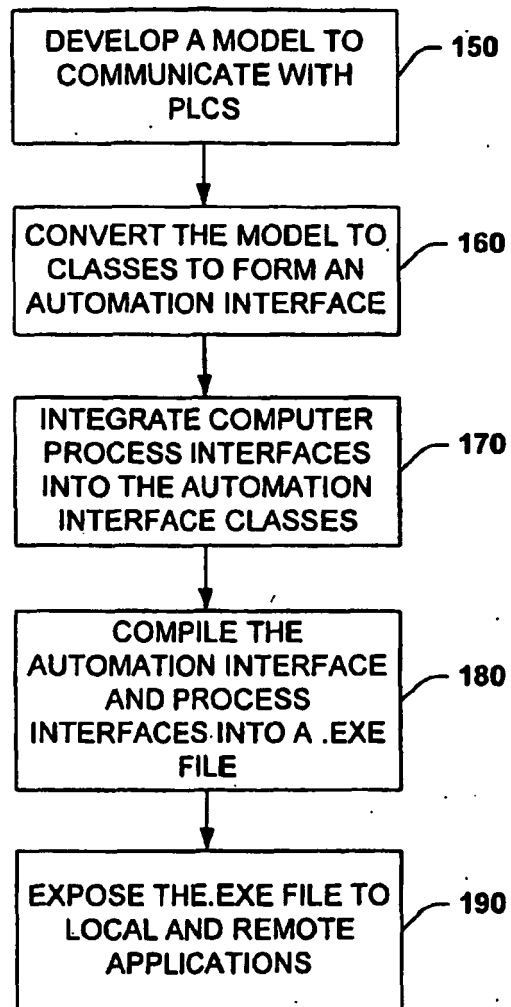 DEVELOP A MODEL TO
COMMUNICATE WITH
PLCS
150
CONVERT THE MODEL TO
CLASSES TO FORM AN
AUTOMATION INTERFACE
160
INTEGRATE COMPUTER
PROCESS INTERFACES
INTO THE AUTOMATION
INTERFACE CLASSES
170
COMPILE THE
AUTOMATION INTERFACE
AND PROCESS
INTERFACES INTO A .EXE
FILE
180
EXPOSE THE.EXE FILE TO
LOCAL AND REMOTE
APPLICATIONS
190